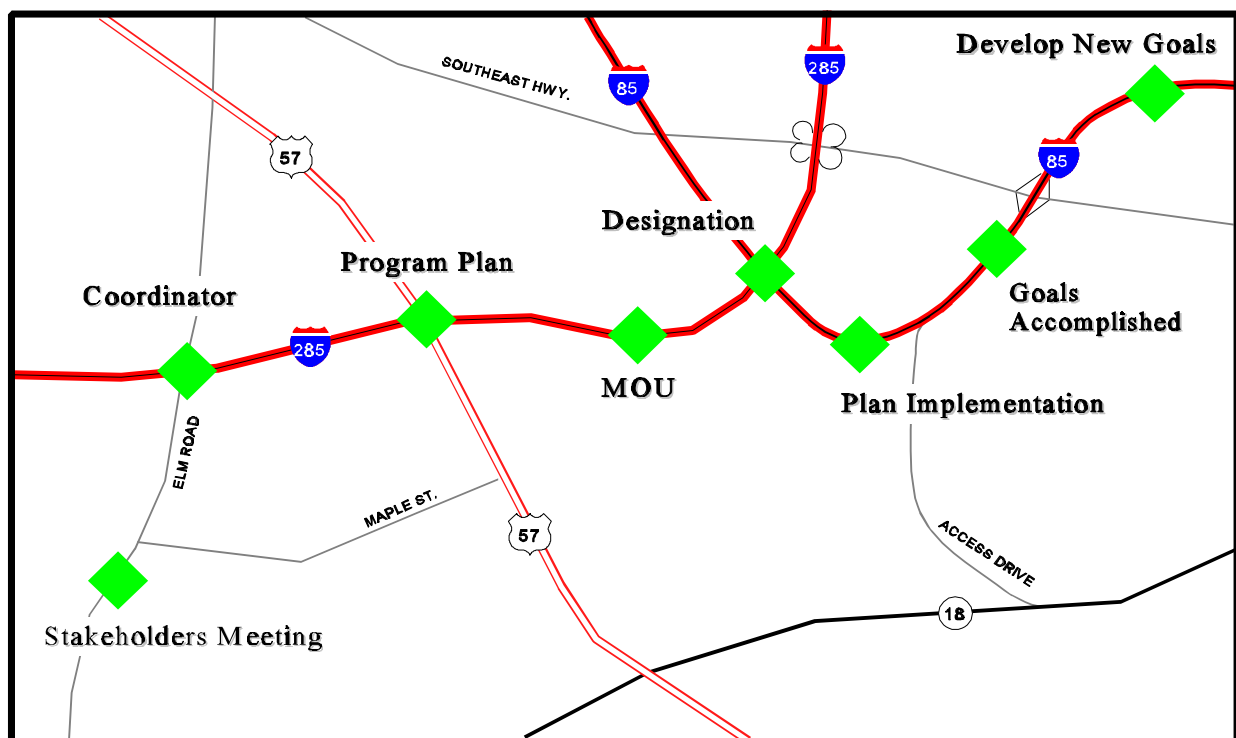 Develop New Goals
SOUTHEAST HWY.
85
285
57
85
Designation
Program Plan
Coordinator
Goals
Accomplished
285
MOU
Plan Implementation
ELM ROAD
MAPLE ST.
57
ACCESS DRIVE
18
Stakeholders Meeting